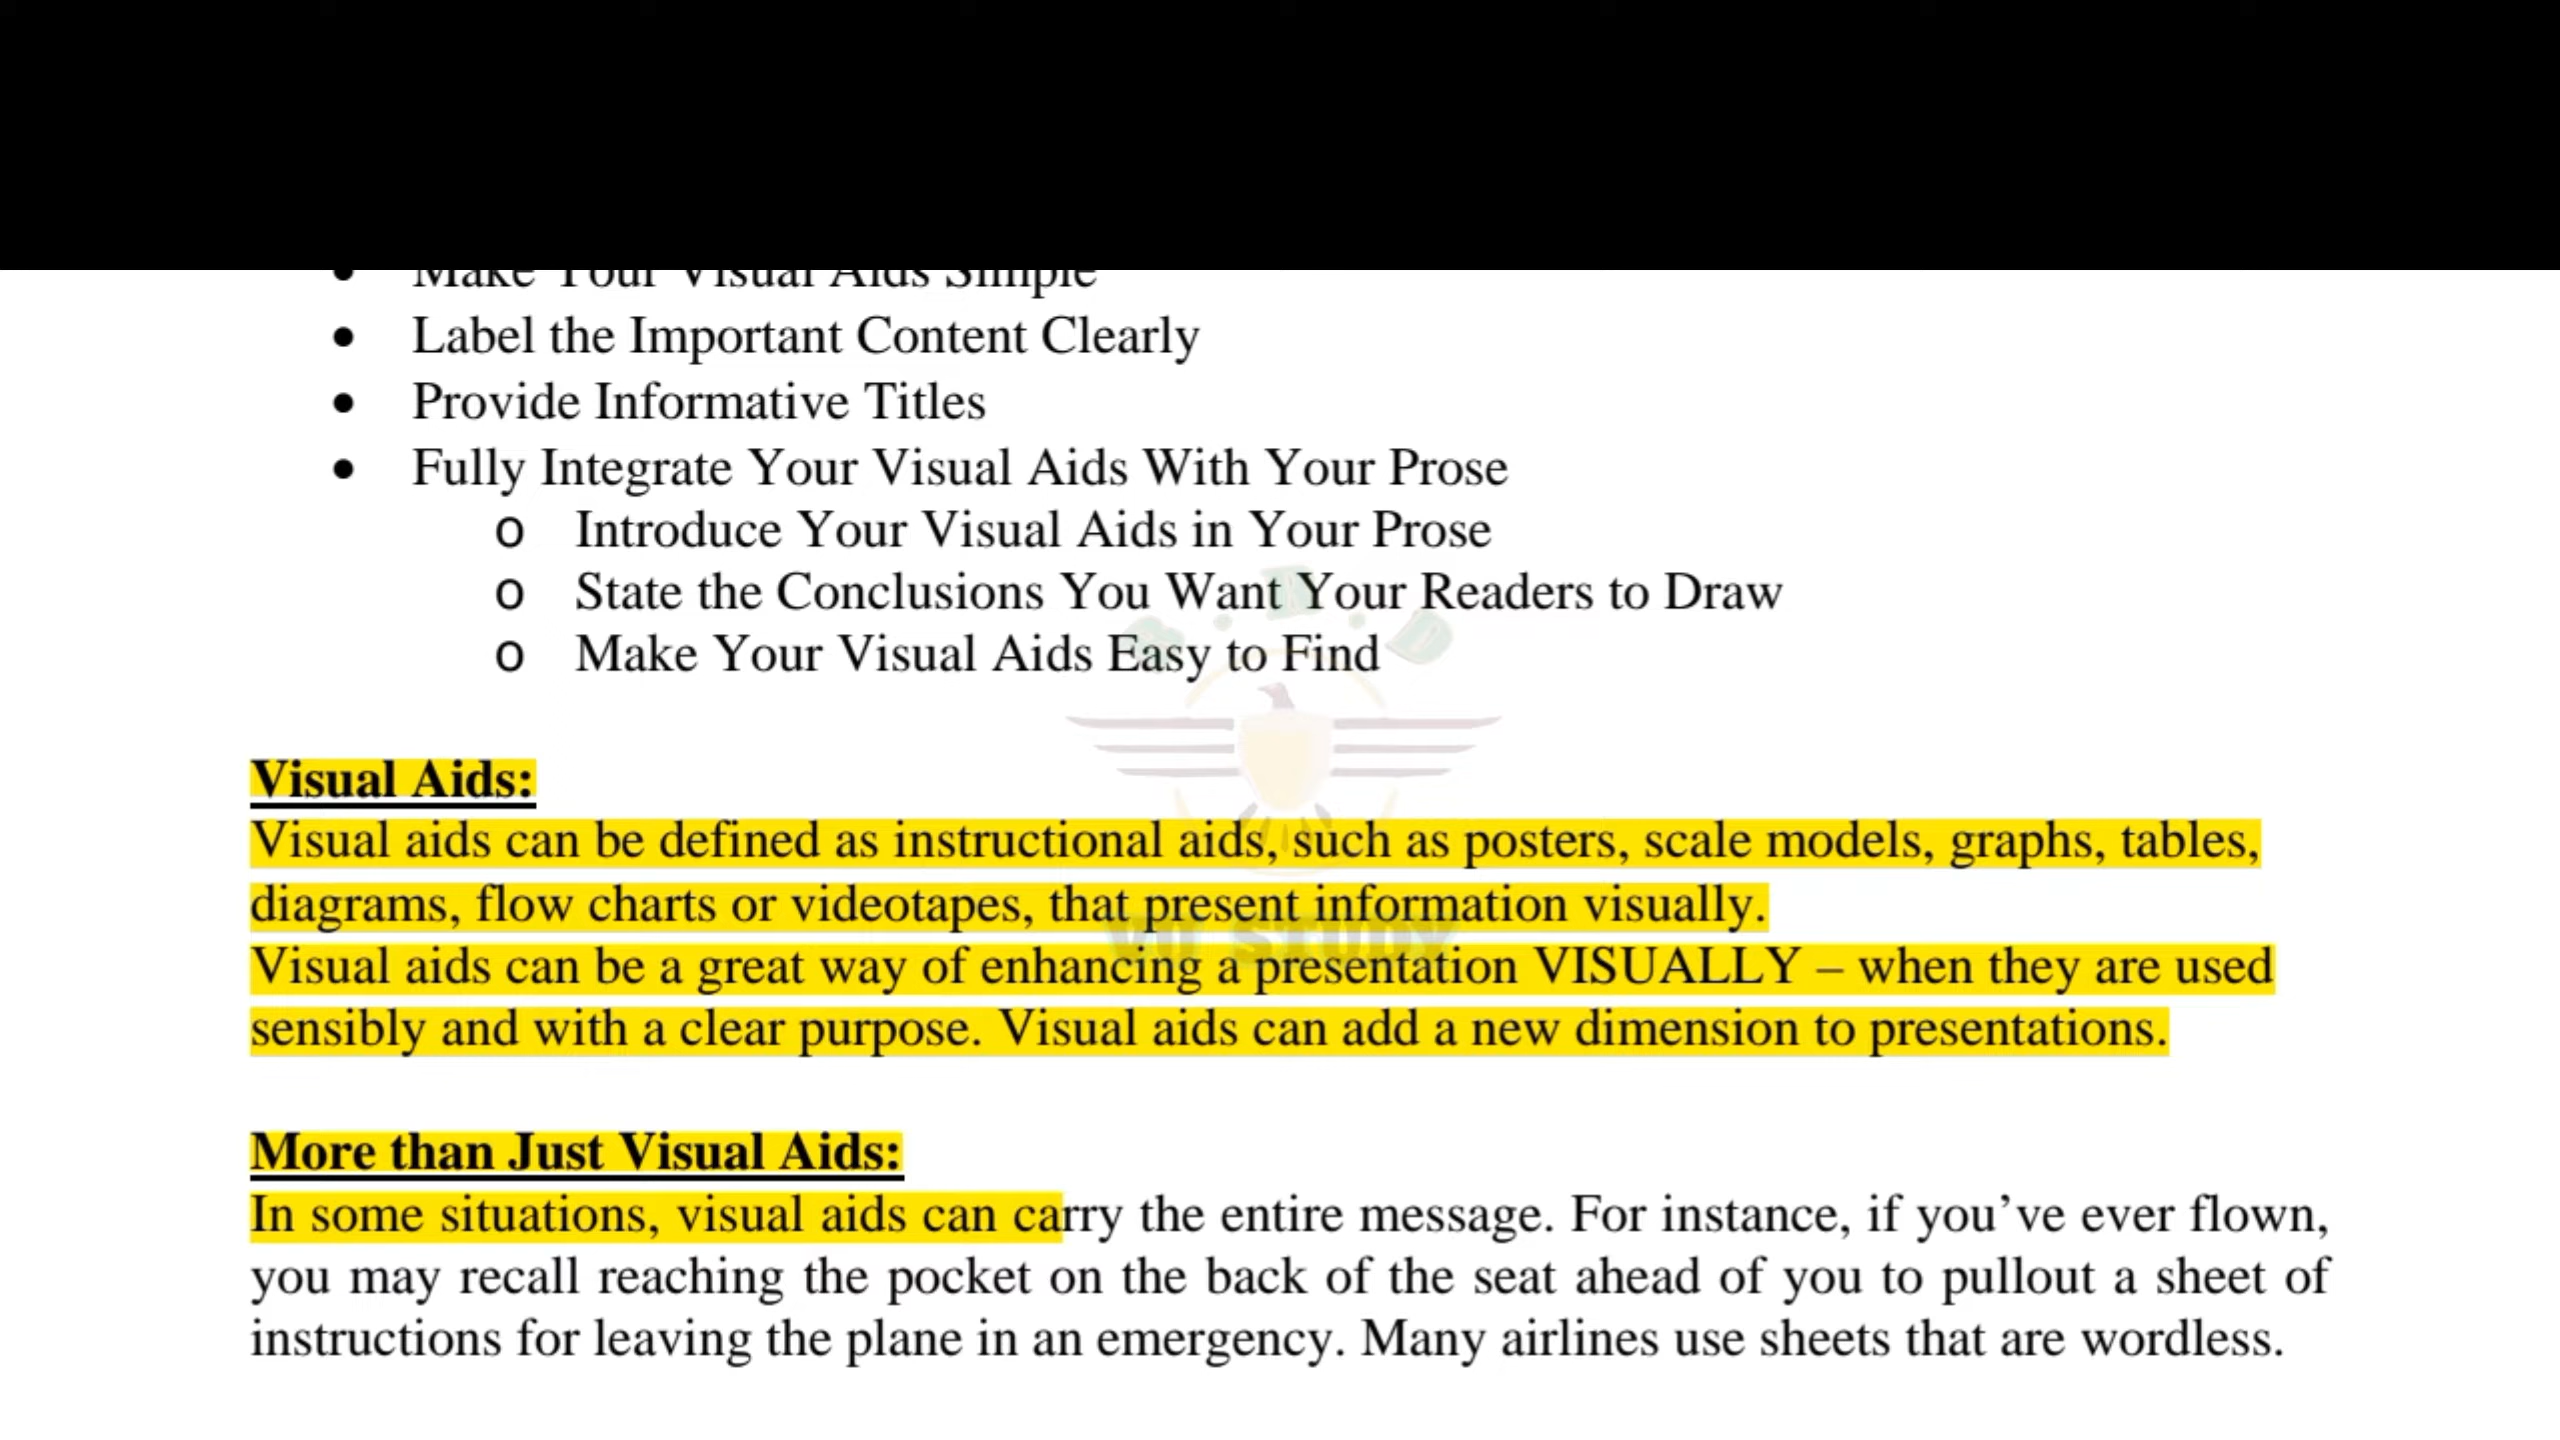 • Make Your Visual Aids Simple
• Label the Important Content Clearly
• Provide Informative Titles
• Fully Integrate Your Visual Aids With Your Prose
o Introduce Your Visual Aids in Your Prose
o State the Conclusions You Want Your Readers to Draw
o Make Your Visual Aids Easy to Find
Visual Aids:
Visual aids can be defined as instructional aids, such as posters, scale models, graphs, tables,
diagrams, flow charts or videotapes, that present information visually.
VU STUDY
Visual aids can be a great way of enhancing a presentation VISUALLY – when they are used
sensibly and with a clear purpose. Visual aids can add a new dimension to presentations.
More than Just Visual Aids:
In some situations, visual aids can carry the entire message. For instance, if you’ve ever flown,
you may recall reaching the pocket on the back of the seat ahead of you to pullout a sheet of
instructions for leaving the plane in an emergency. Many airlines use sheets that are wordless.